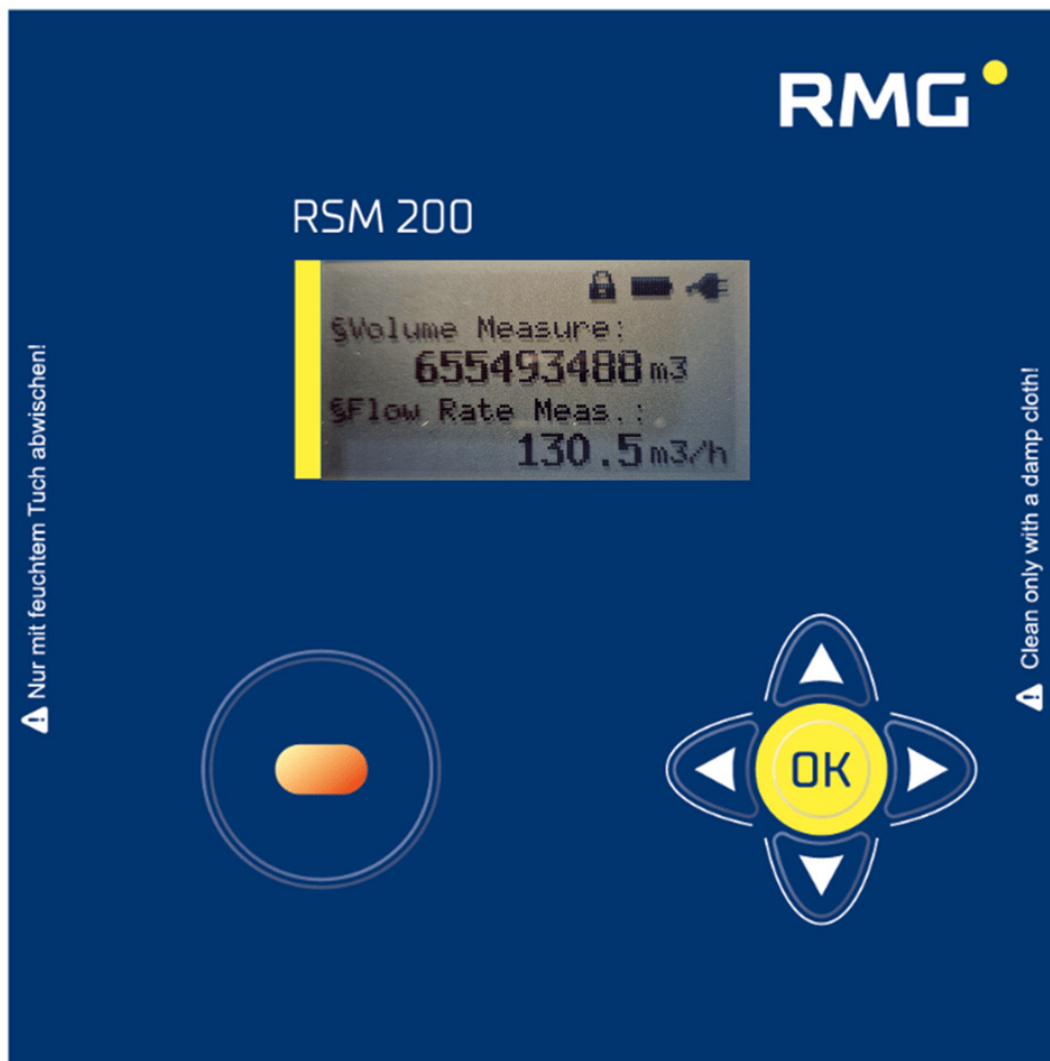 RMG
RSM 200
§Volume Measure:
655493488 m3
§Flow Rate Meas.:
130.5 m3/h
⚠ Nur mit feuchtem Tuch abwischen!
⚠ Clean only with a damp cloth!
OK